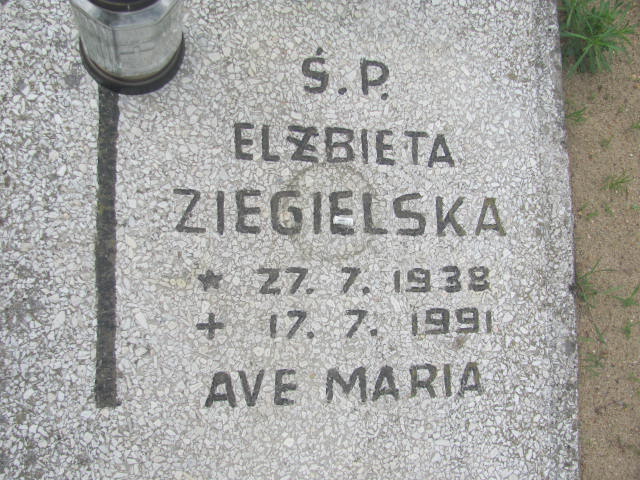 Ś.P.
ELŻBIETA
ZIEGIELSKA
* 27. 7. 1938
+ 17. 7. 1991
AVE MARIA